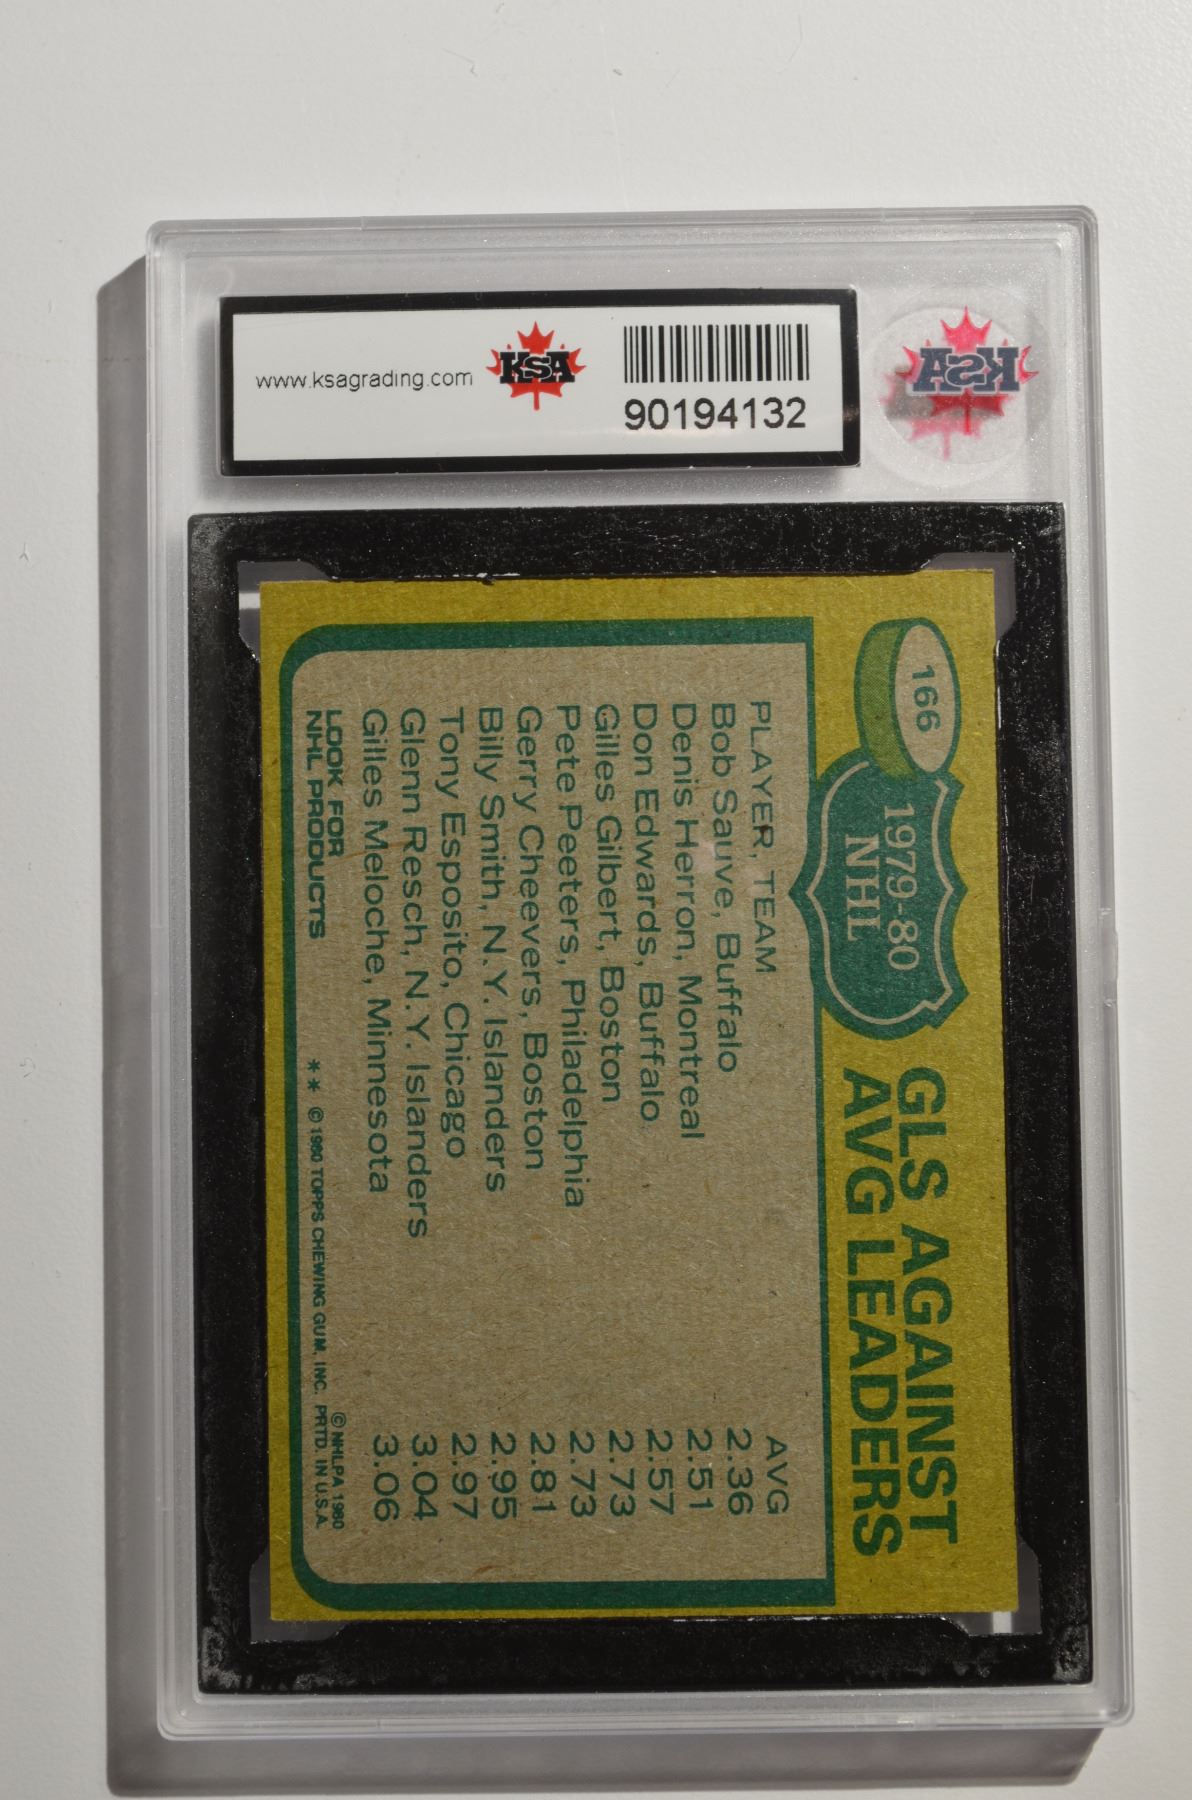 www.ksagrading.com
KSA
90194132
KSA
166
1979-80
NHL
GLS AGAINST
AVG LEADERS
PLAYER, TEAM AVG
Bob Sauve, Buffalo 2.36
Denis Herron, Montreal 2.51
Don Edwards, Buffalo 2.57
Gilles Gilbert, Boston 2.73
Pete Peeters, Philadelphia 2.73
Gerry Cheevers, Boston 2.81
Billy Smith, N.Y. Islanders 2.95
Tony Esposito, Chicago 2.97
Glenn Resch, N.Y. Islanders 3.04
Gilles Meloche, Minnesota 3.06
LOOK FOR
NHL PRODUCTS
© NHLPA 1980
** © 1980 TOPPS CHEWING GUM, INC. PRTD. IN U.S.A.